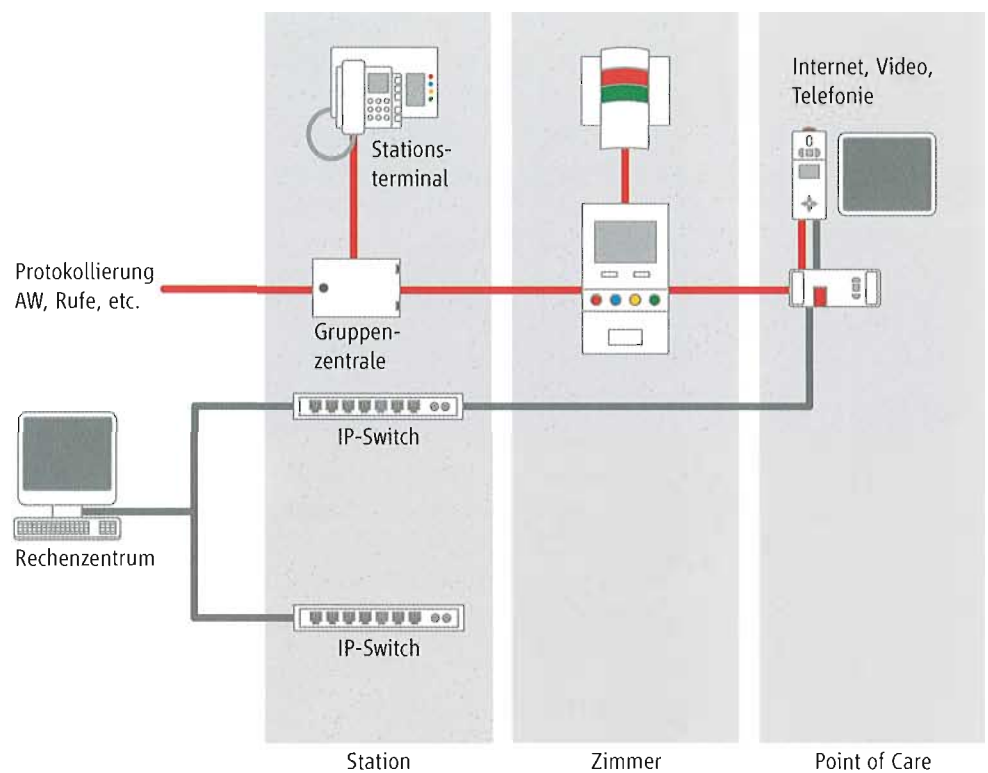 Internet, Video,
Telefonie
Stations-
terminal
Protokollierung
AW, Rufe, etc.
Gruppen-
zentrale
IP-Switch
Rechenzentrum
IP-Switch
Station
Zimmer
Point of Care